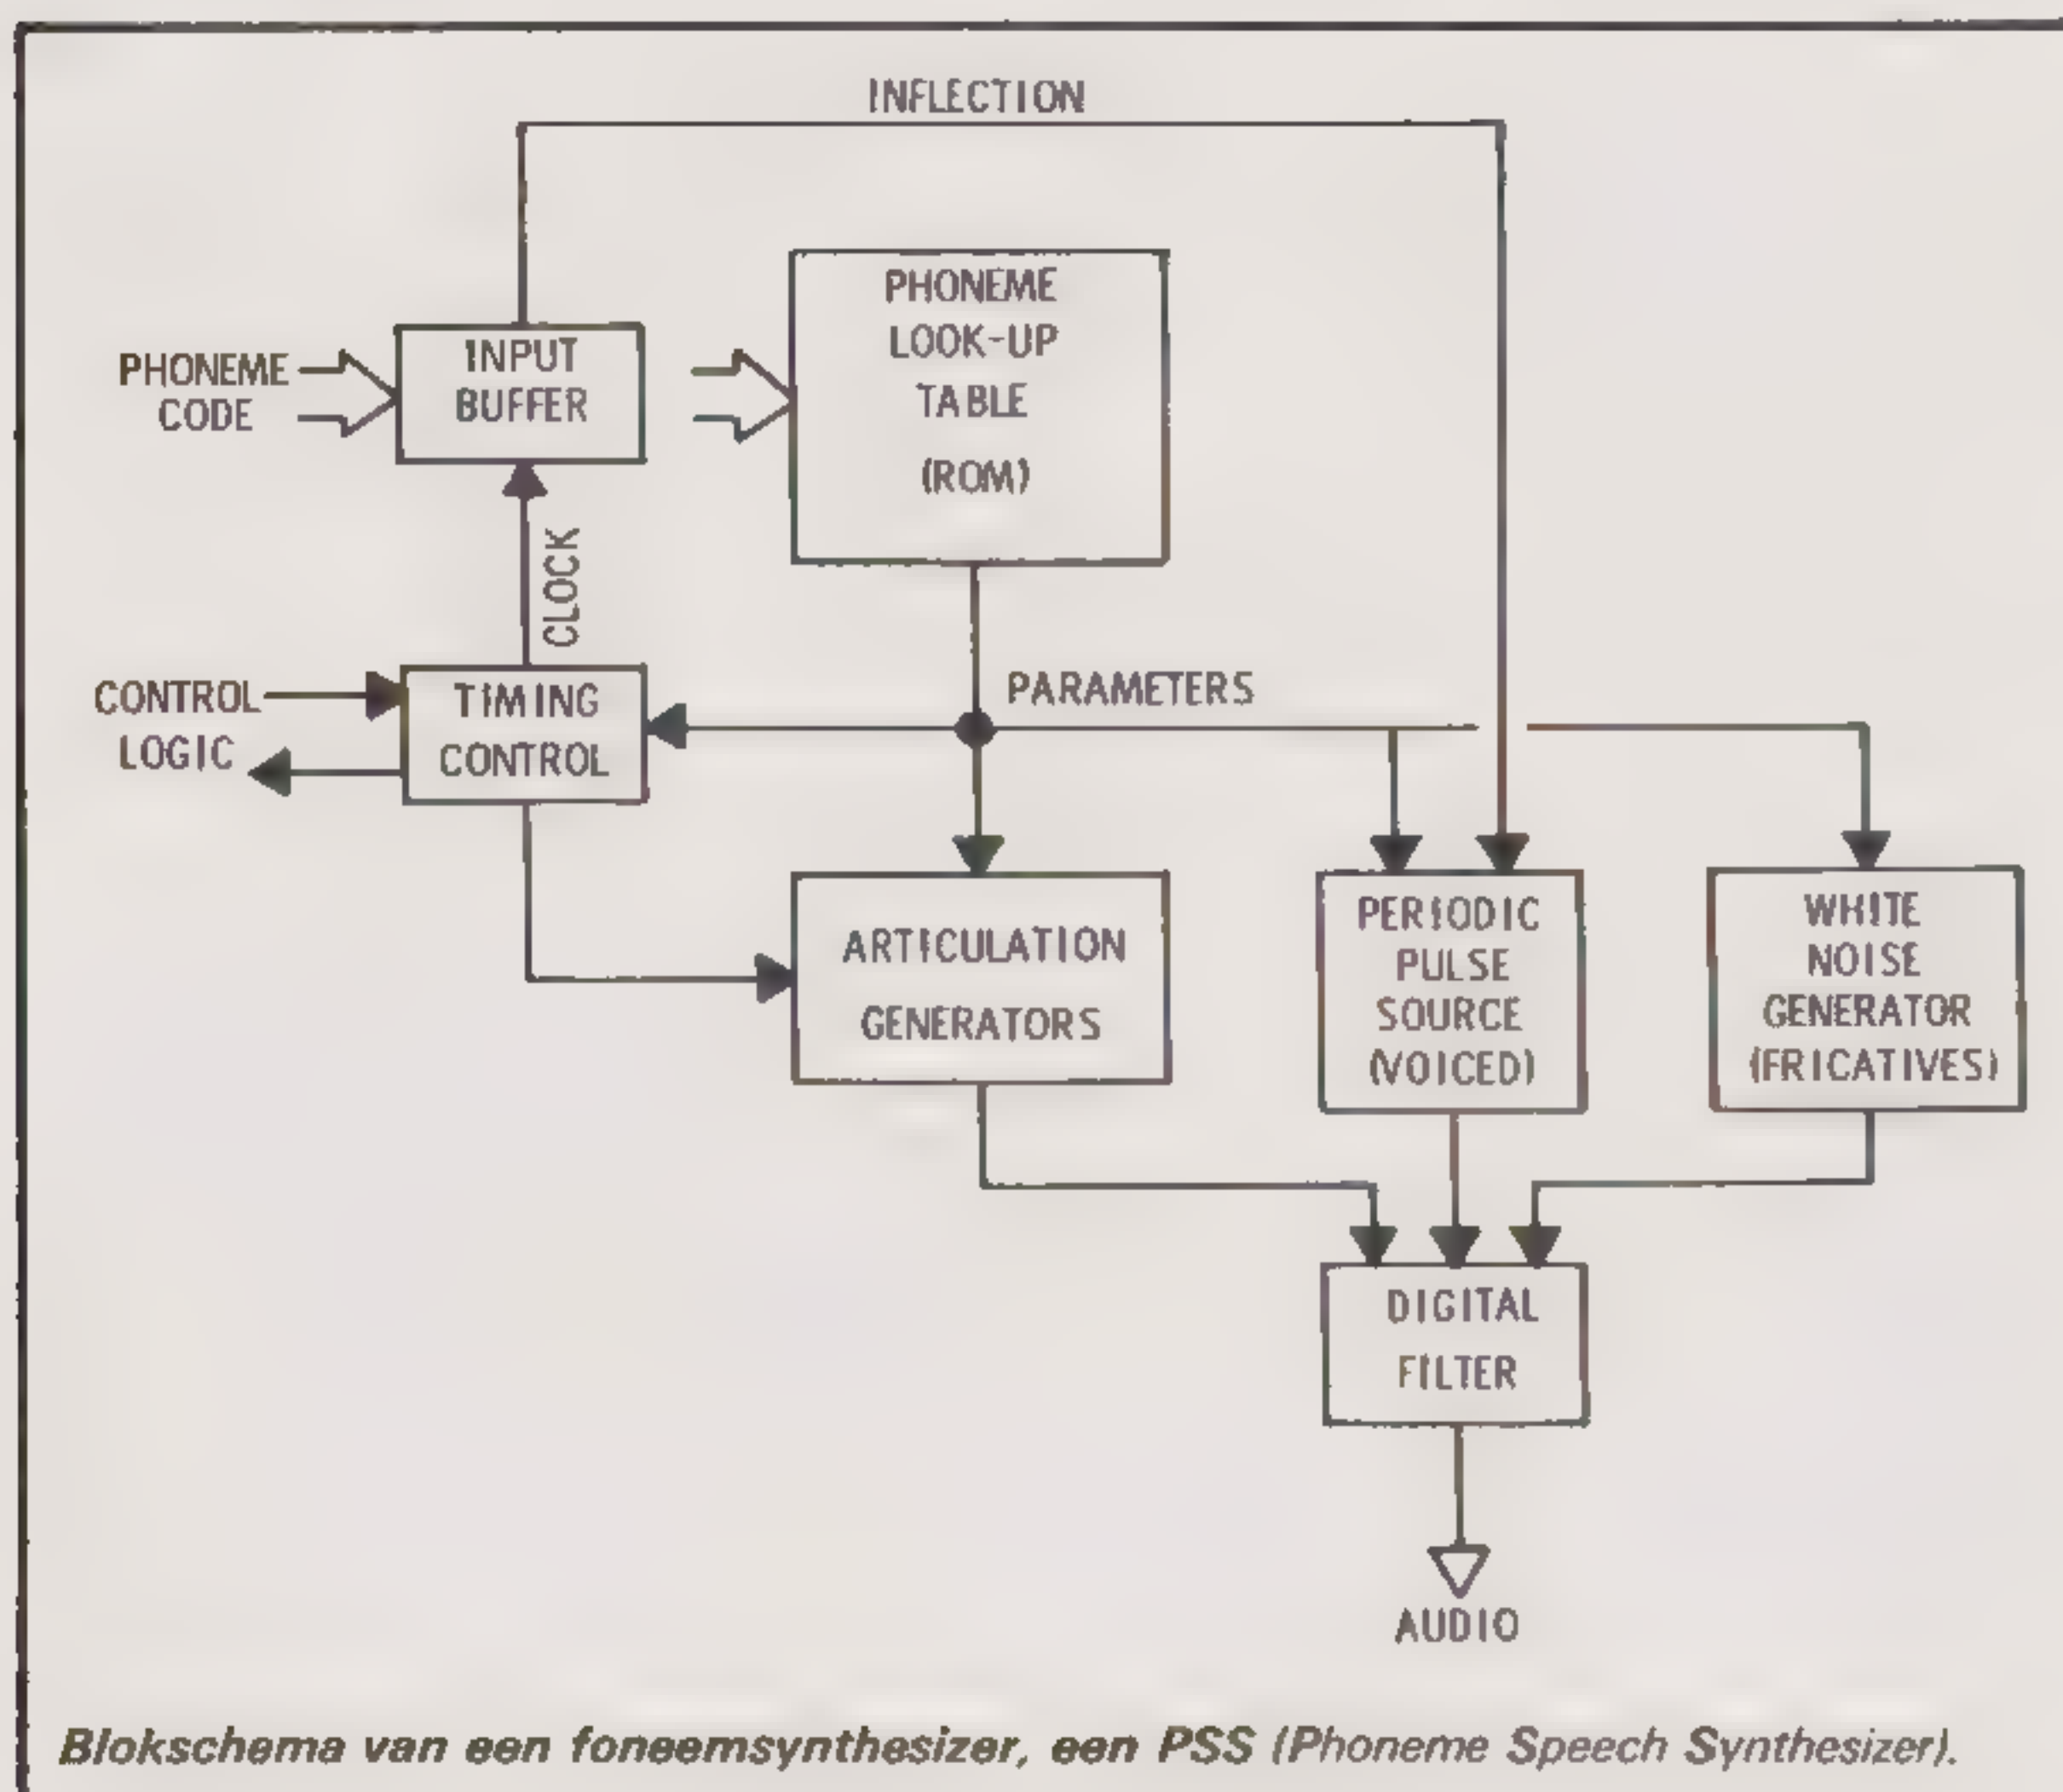 INFLECTION
PHONEME
CODE
INPUT
BUFFER
PHONEME
LOOK-UP
TABLE
(ROM)
CLOCK
CONTROL
LOGIC
TIMING
CONTROL
PARAMETERS
ARTICULATION
GENERATORS
PERIODIC
PULSE
SOURCE
(VOICED)
WHITE
NOISE
GENERATOR
(FRICATIVES)
DIGITAL
FILTER
AUDIO
Blokschema van een foneemsynthesizer, een PSS (Phoneme Speech Synthesizer).